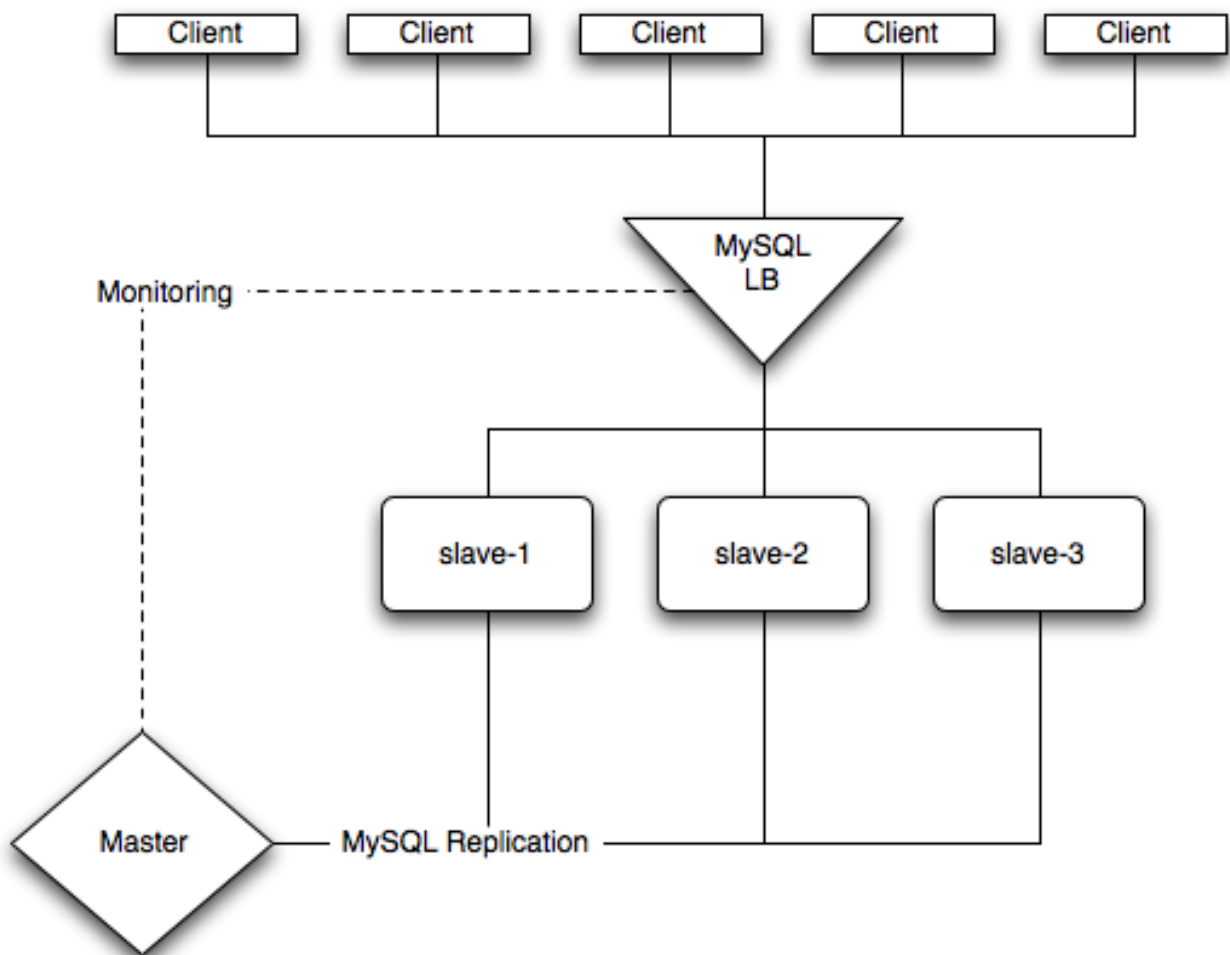 Client
Client
Client
Client
Client
MySQL
LB
Monitoring
slave-1
slave-2
slave-3
Master
MySQL Replication